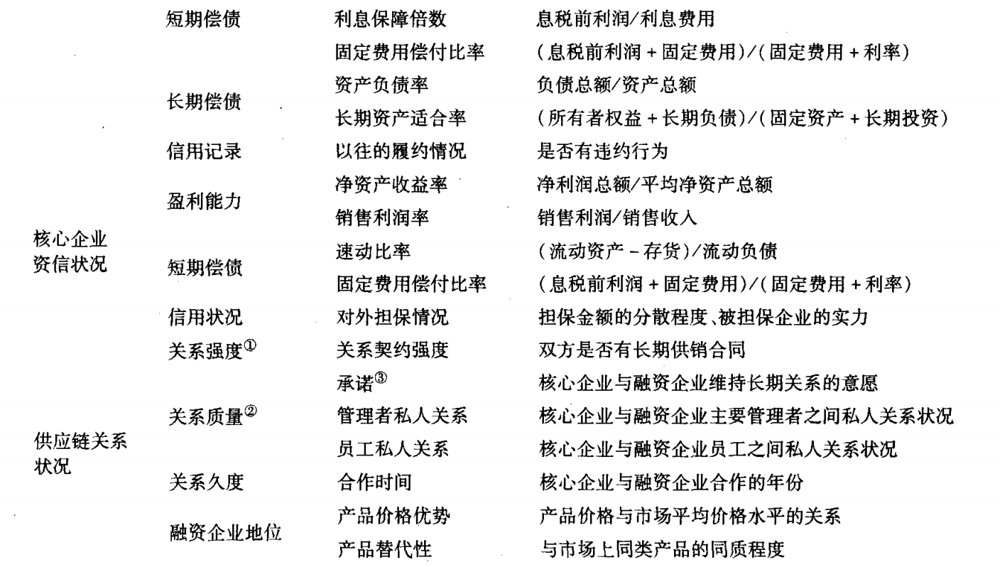 短期偿债 利息保障倍数 息税前利润/利息费用
固定费用偿付比率 (息税前利润+固定费用)/(固定费用+利率)
资产负债率 负债总额/资产总额
长期偿债
长期资产适合率 (所有者权益+长期负债)/(固定资产+长期投资)
信用记录 以往的履约情况 是否有违约行为
净资产收益率 净利润总额/平均净资产总额
盈利能力
销售利润率 销售利润/销售收入
核心企业
资信状况
速动比率 (流动资产-存货)/流动负债
短期偿债
固定费用偿付比率 (息税前利润+固定费用)/(固定费用+利率)
信用状况 对外担保情况 担保金额的分散程度、被担保企业的实力
关系强度① 关系契约强度 双方是否有长期供销合同
承诺③ 核心企业与融资企业维持长期关系的意愿
关系质量② 管理者私人关系 核心企业与融资企业主要管理者之间私人关系状况
供应链关系
状况
员工私人关系 核心企业与融资企业员工之间私人关系状况
关系久度 合作时间 核心企业与融资企业合作的年份
产品价格优势 产品价格与市场平均价格水平的关系
融资企业地位
产品替代性 与市场上同类产品的同质程度